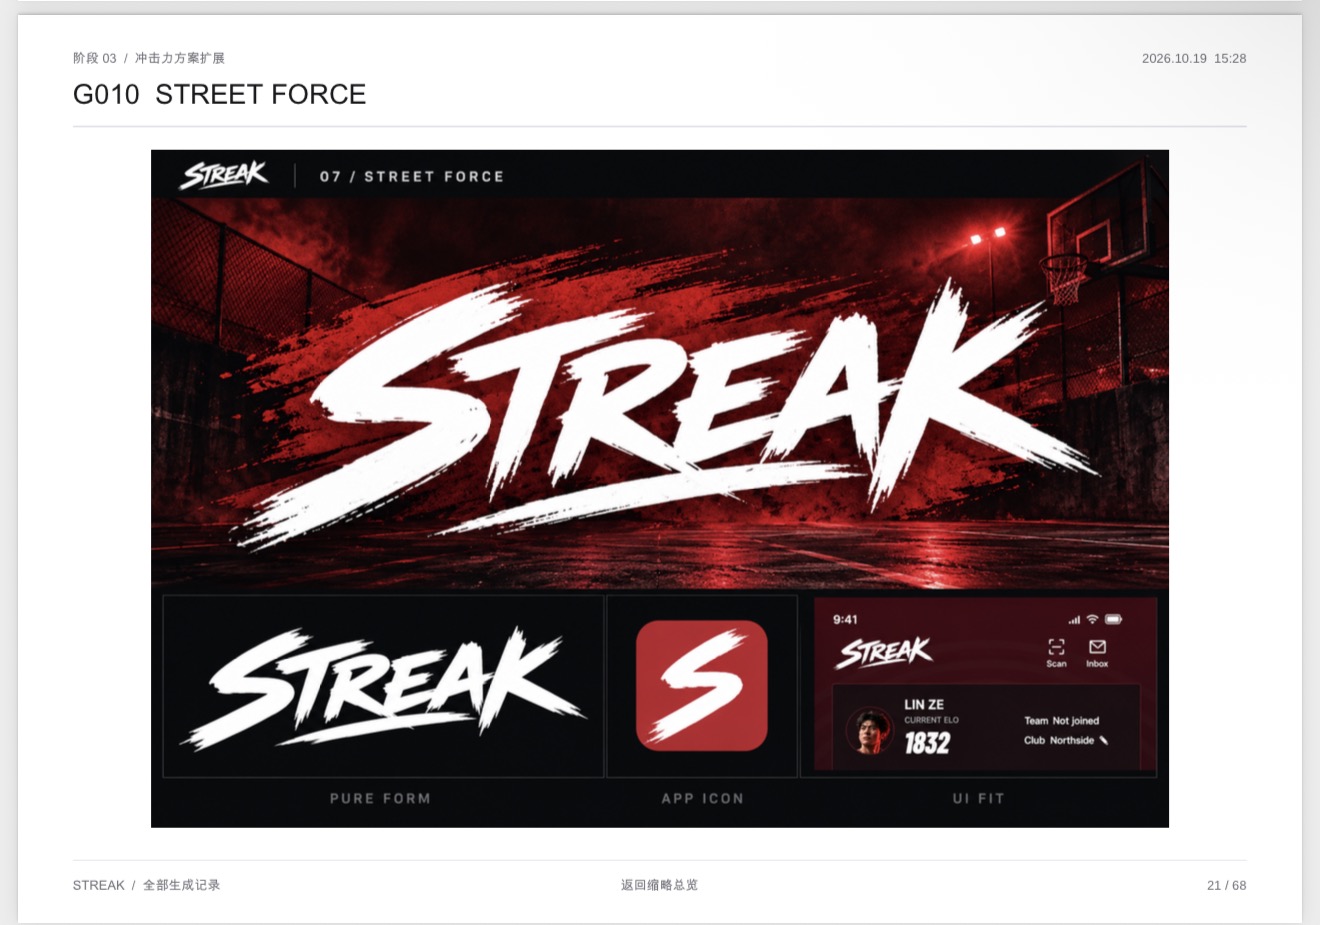 阶段 03 / 冲击力方案扩展
2026.10.19 15:28
G010 STREET FORCE
STREAK
07 / STREET FORCE
STREAK
STREAK
S
9:41
STREAK
Scan
Inbox
LIN ZE
CURRENT ELO
1832
Team Not joined
Club Northside
PURE FORM
APP ICON
UI FIT
STREAK / 全部生成记录
返回缩略总览
21 / 68